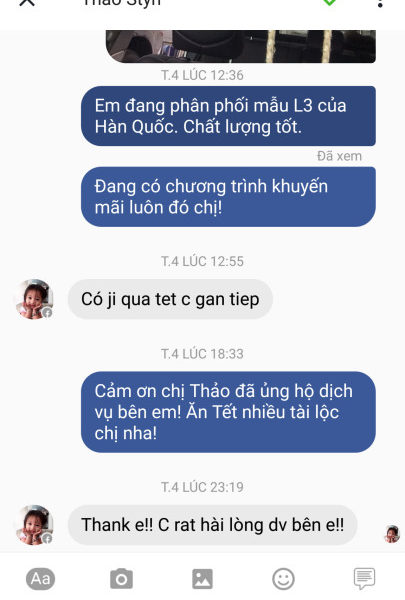 T.4 LÚC 12:36
Em đang phân phối mẫu L3 của
Hàn Quốc. Chất lượng tốt.
Đã xem
Đang có chương trình khuyến
mãi luôn đó chị!
T.4 LÚC 12:55
Có ji qua tet c gan tiep
T.4 LÚC 18:33
Cảm ơn chị Thảo đã ủng hộ dịch
vụ bên em! Ăn Tết nhiều tài lộc
chị nha!
T.4 LÚC 23:19
Thank e!! C rat hài lòng dv bên e!!
Aa